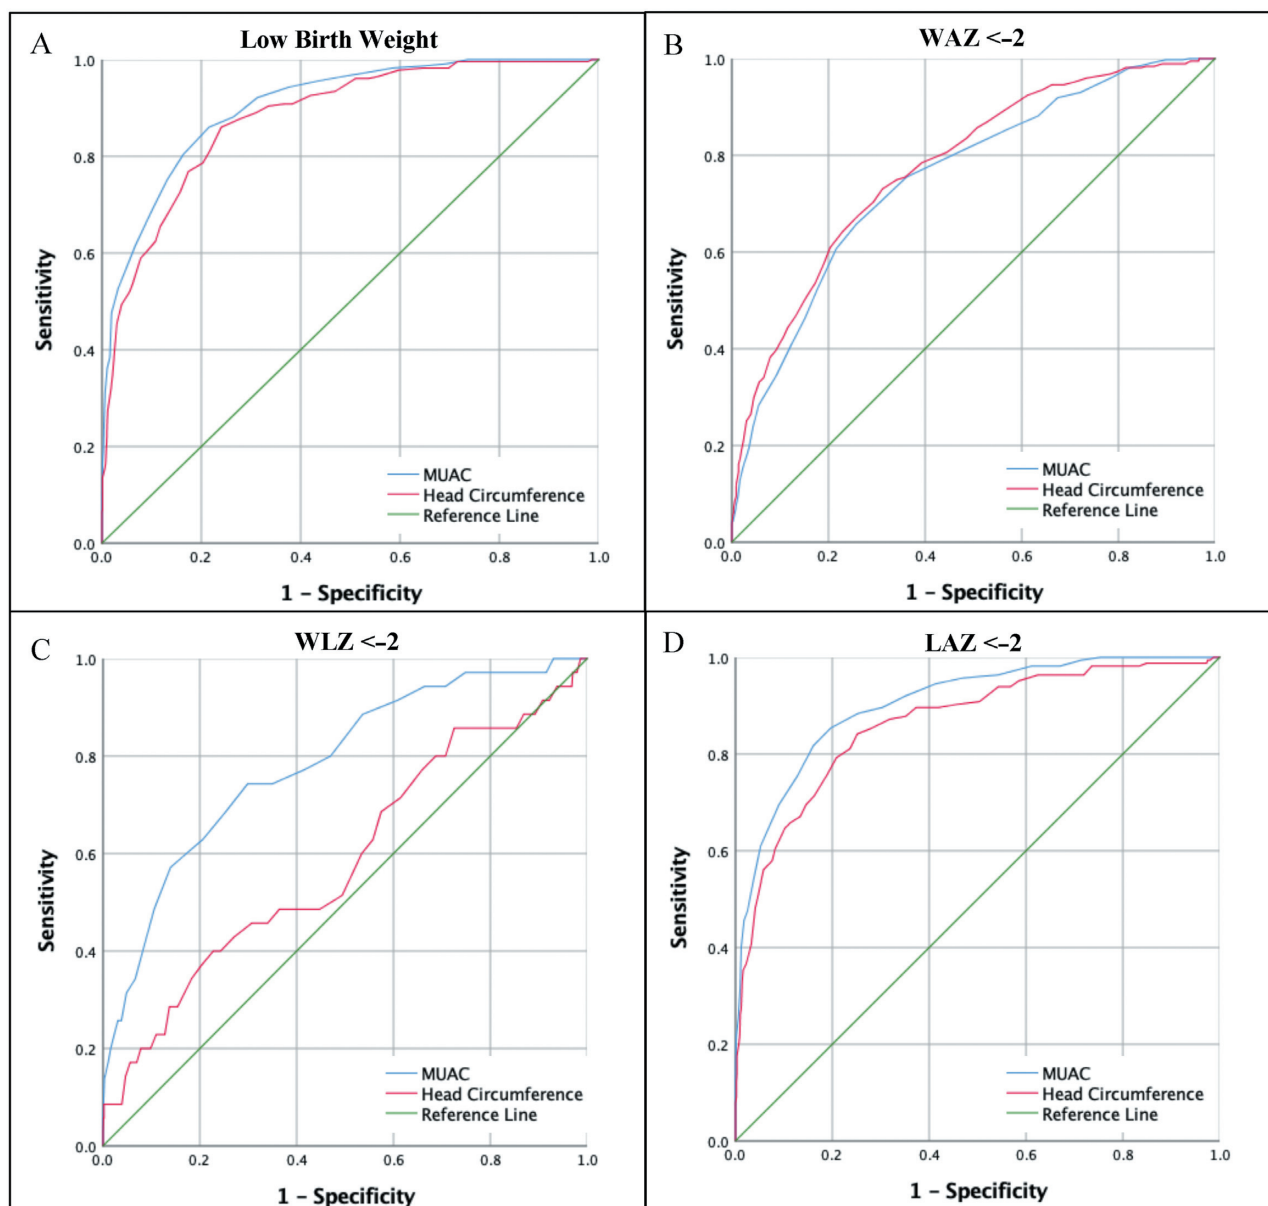 A
Low Birth Weight
1.0
0.8
0.6
0.4
0.2
0.0
Sensitivity
MUAC
Head Circumference
Reference Line
0.0 0.2 0.4 0.6 0.8 1.0
1 – Specificity
B
WAZ <–2
1.0
0.8
0.6
0.4
0.2
0.0
Sensitivity
MUAC
Head Circumference
Reference Line
0.0 0.2 0.4 0.6 0.8 1.0
1 – Specificity
C
WLZ <–2
1.0
0.8
0.6
0.4
0.2
0.0
Sensitivity
MUAC
Head Circumference
Reference Line
0.0 0.2 0.4 0.6 0.8 1.0
1 – Specificity
D
LAZ <–2
1.0
0.8
0.6
0.4
0.2
0.0
Sensitivity
MUAC
Head Circumference
Reference Line
0.0 0.2 0.4 0.6 0.8 1.0
1 – Specificity